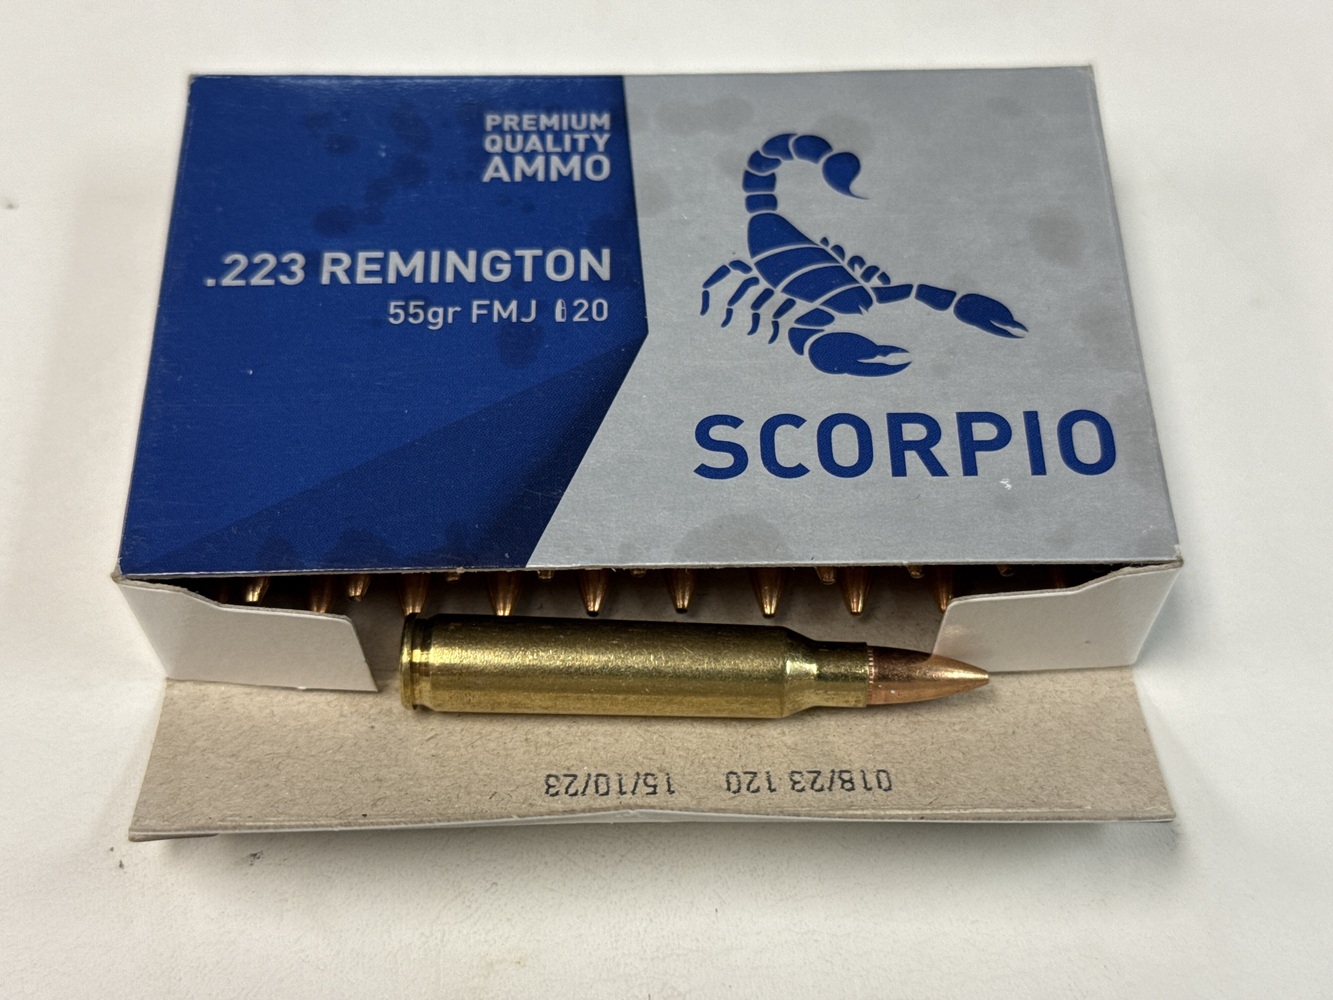 PREMIUM
QUALITY
AMMO
.223 REMINGTON
55gr FMJ 20
SCORPIO
018/23 120 15/10/23